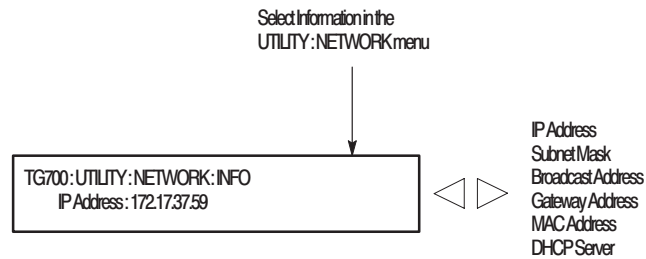 Select Information in the
UTILITY : NETWORK menu
TG700 : UTILITY : NETWORK : INFO
IP Address : 172.17.37.59
IP Address
Subnet Mask
Broadcast Address
Gateway Address
MAC Address
DHCP Server